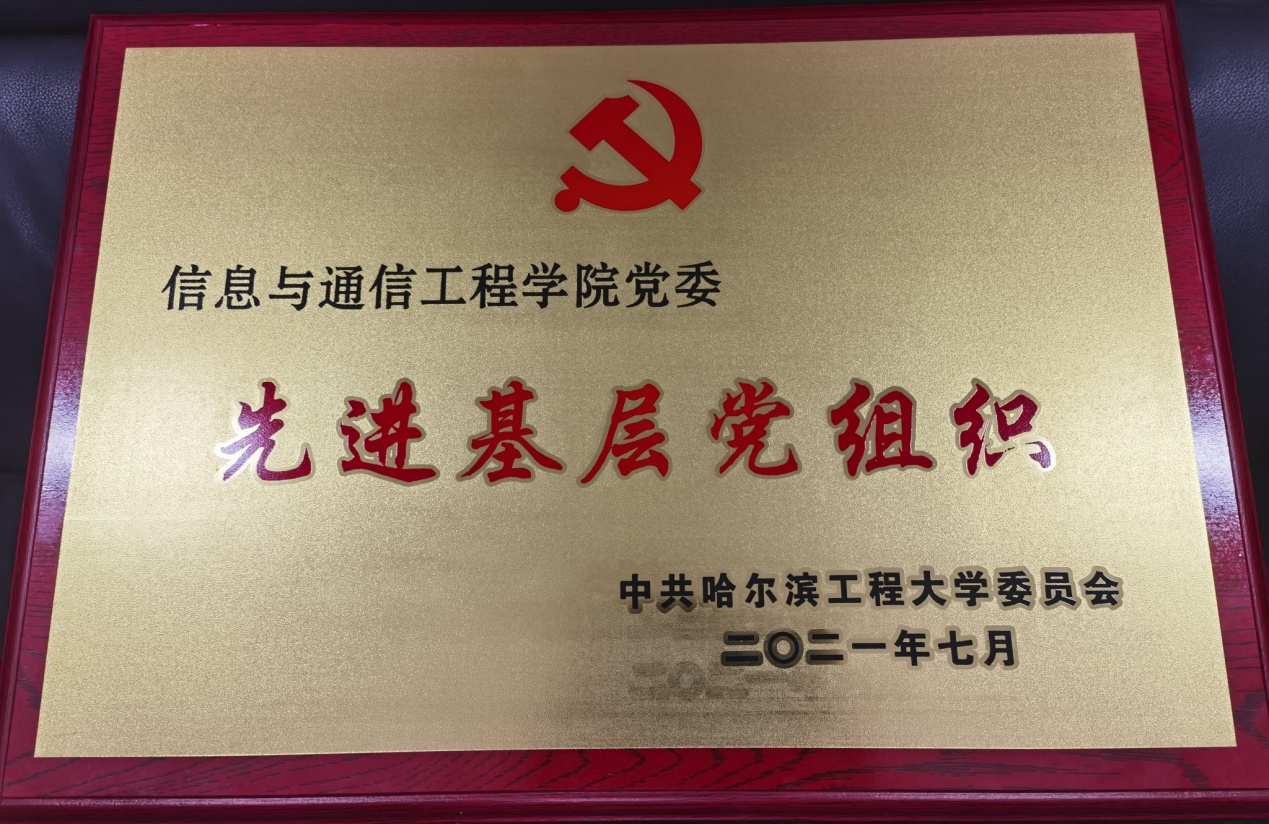 信息与通信工程学院党委
先进基层党组织
中共哈尔滨工程大学委员会
二〇二一年七月